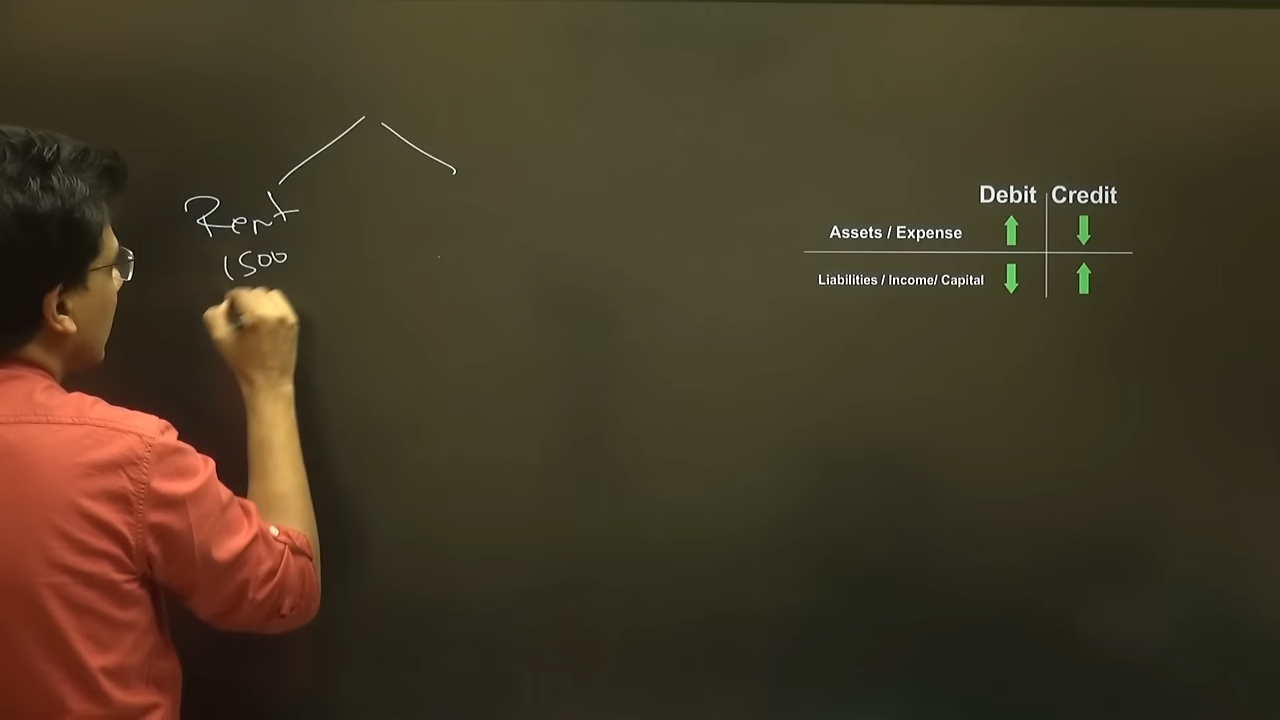 Rent
1500
Debit Credit
Assets / Expense
Liabilities / Income/ Capital